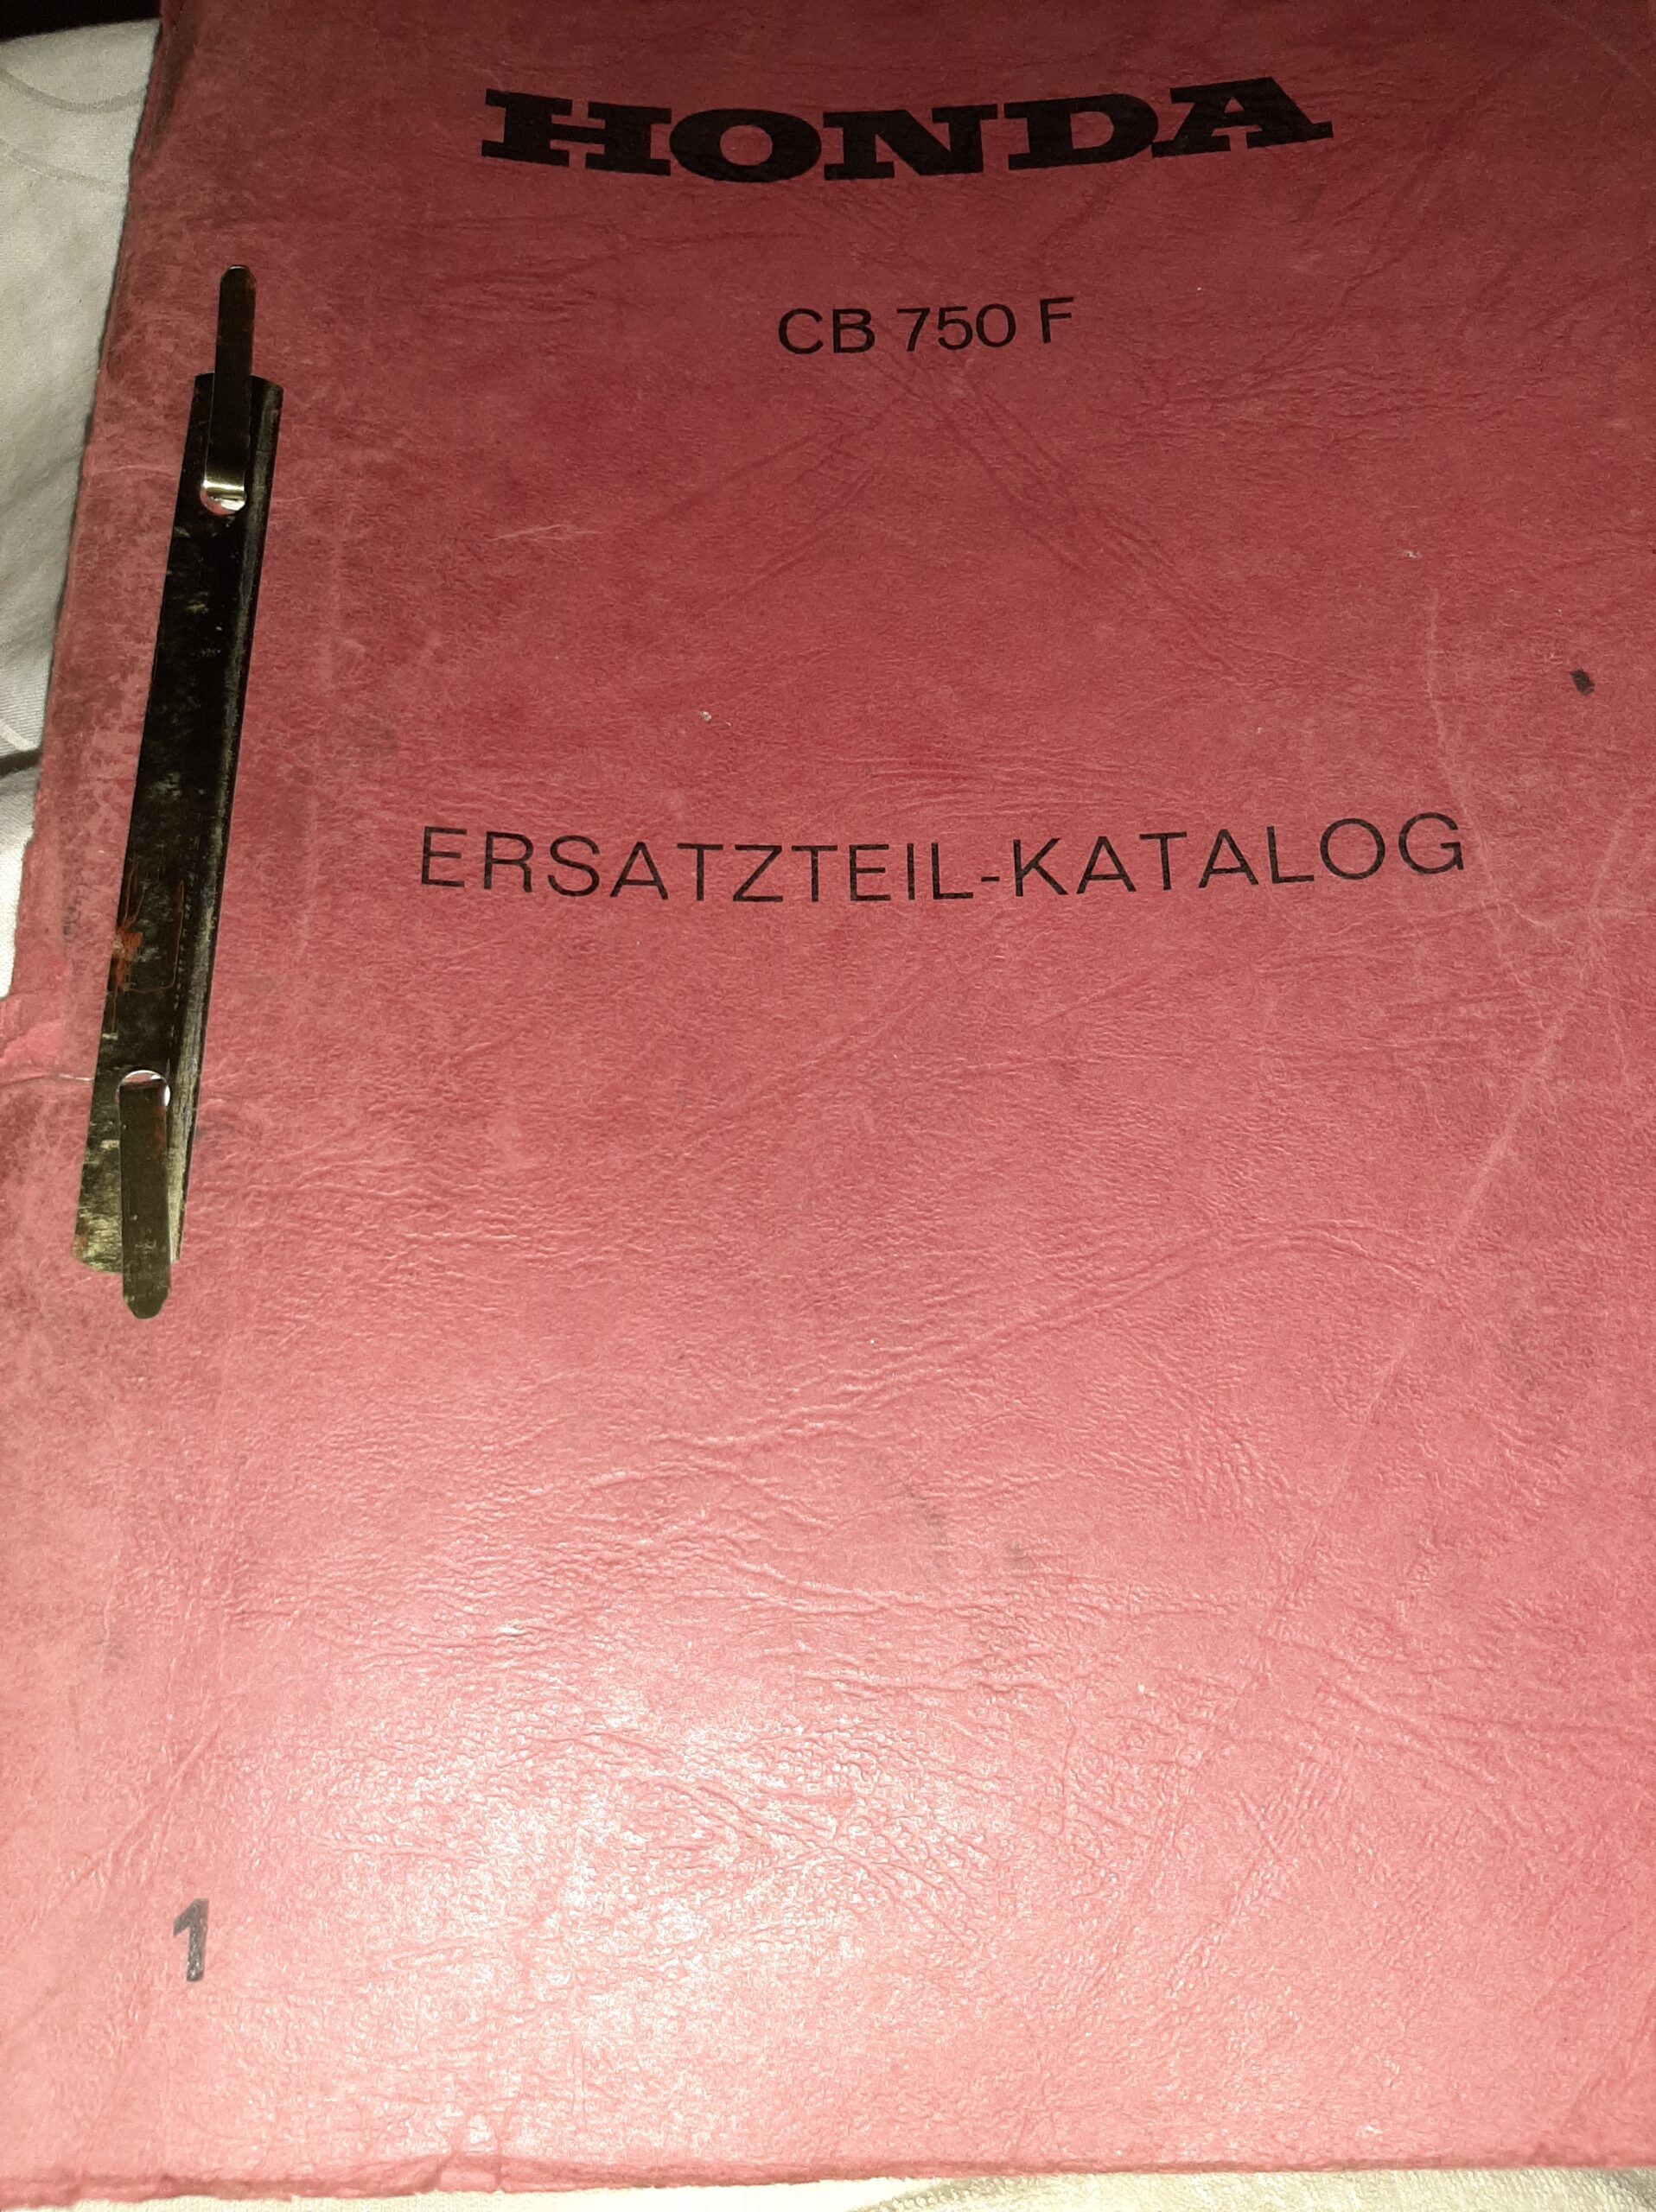 HONDA
CB 750 F
ERSATZTEIL-KATALOG
1